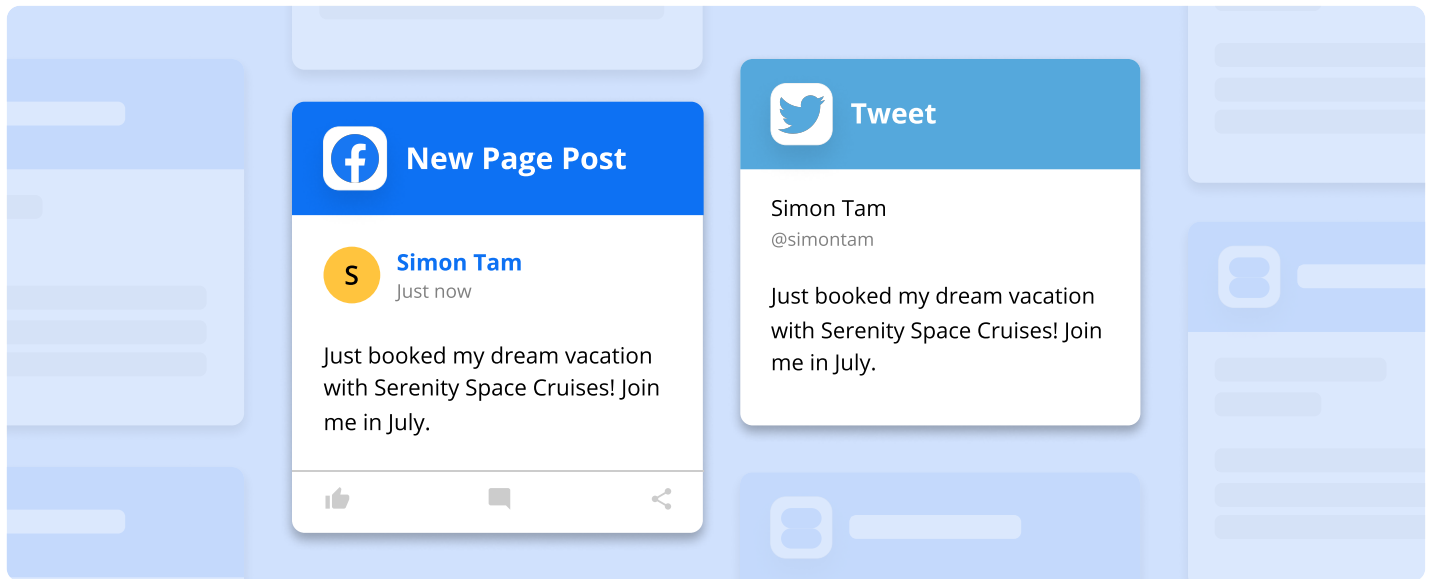 New Page Post
S
Simon Tam
Just now
Just booked my dream vacation
with Serenity Space Cruises! Join
me in July.
Tweet
Simon Tam
@simontam
Just booked my dream vacation
with Serenity Space Cruises! Join
me in July.